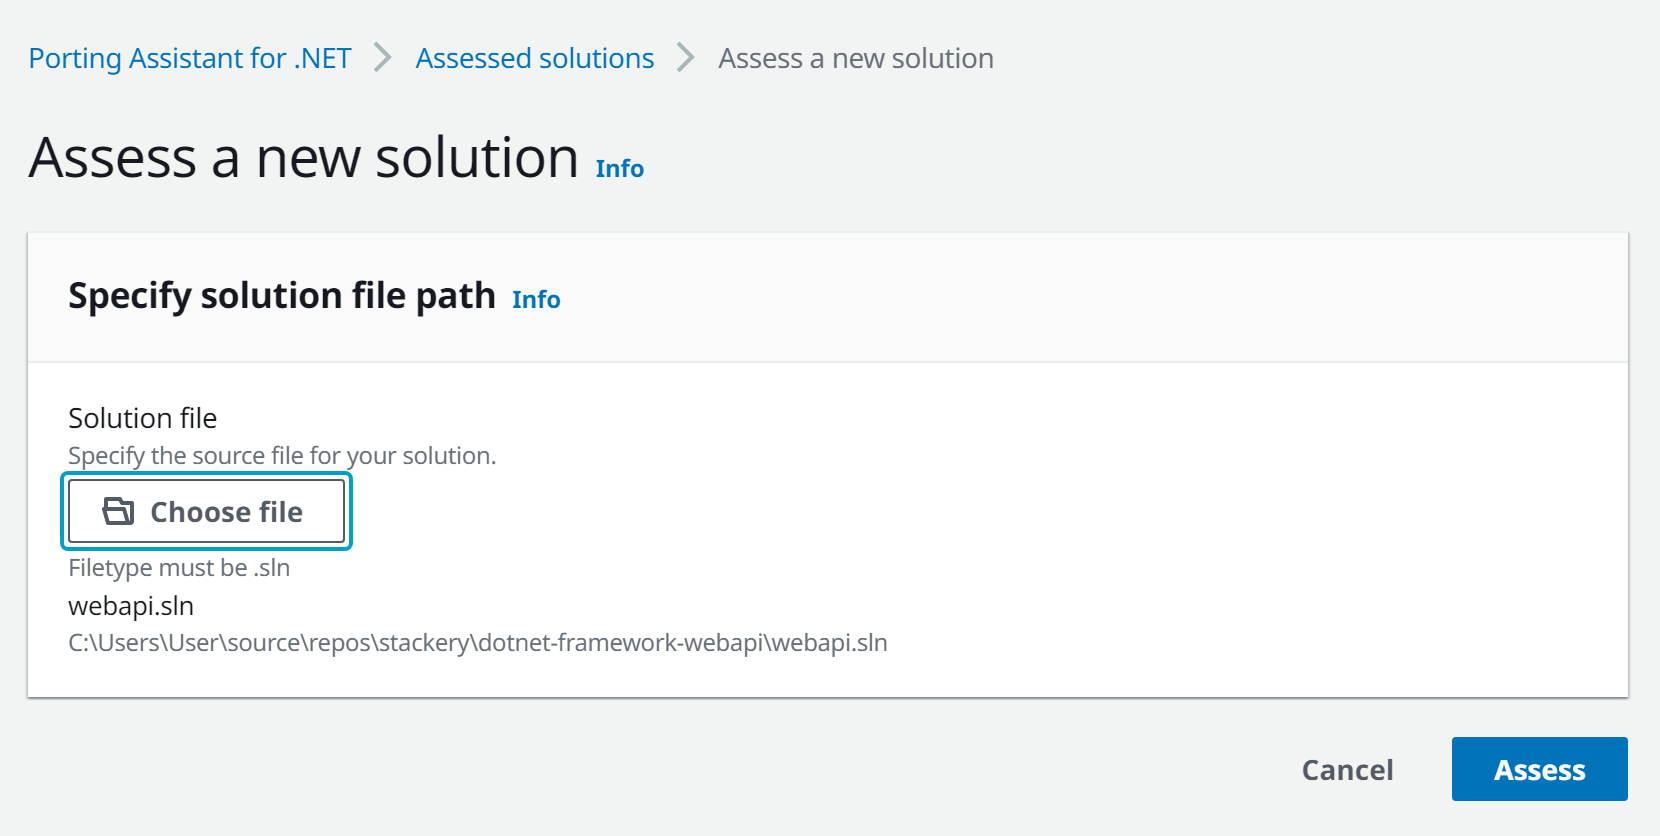 Porting Assistant for .NET > Assessed solutions > Assess a new solution
Assess a new solution Info
Specify solution file path Info
Solution file
Specify the source file for your solution.
Choose file
Filetype must be .sln
webapi.sln
C:\Users\User\source\repos\stackery\dotnet-framework-webapi\webapi.sln
Cancel Assess